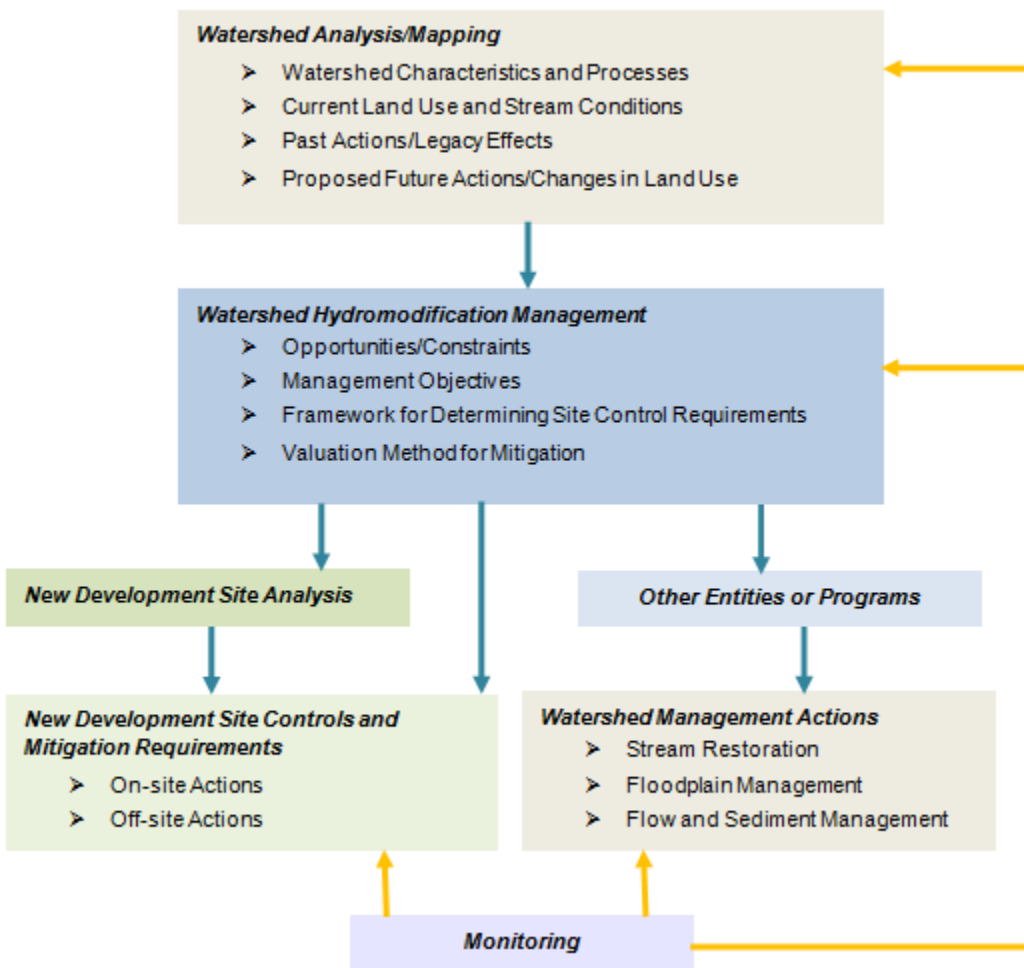 Watershed Analysis/Mapping
➤ Watershed Characteristics and Processes
➤ Current Land Use and Stream Conditions
➤ Past Actions/Legacy Effects
➤ Proposed Future Actions/Changes in Land Use
Watershed Hydromodification Management
➤ Opportunities/Constraints
➤ Management Objectives
➤ Framework for Determining Site Control Requirements
➤ Valuation Method for Mitigation
New Development Site Analysis
Other Entities or Programs
New Development Site Controls and
Mitigation Requirements
➤ On-site Actions
➤ Off-site Actions
Watershed Management Actions
➤ Stream Restoration
➤ Floodplain Management
➤ Flow and Sediment Management
Monitoring